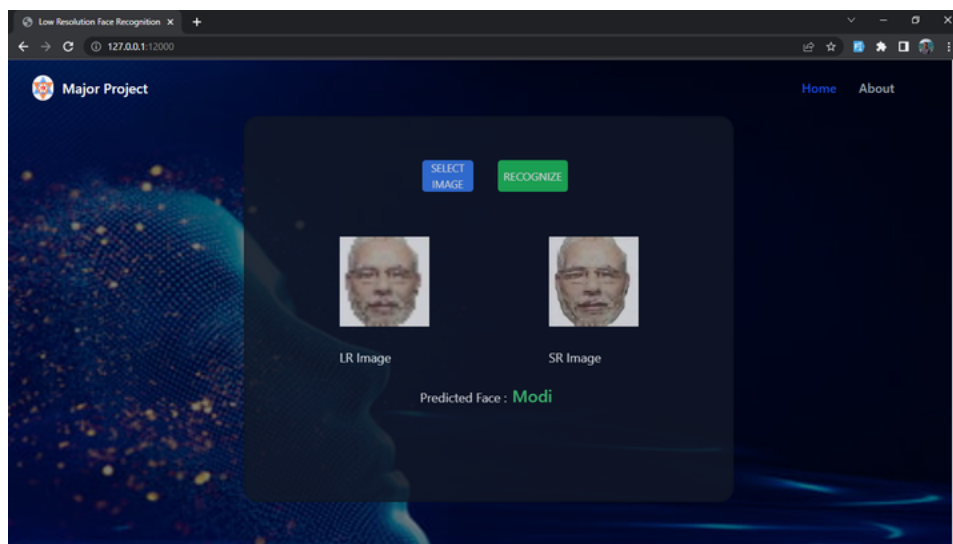 Low Resolution Face Recognition
127.0.0.1:12000
Major Project
Home About
SELECT
IMAGE
RECOGNIZE
LR Image
SR Image
Predicted Face : Modi